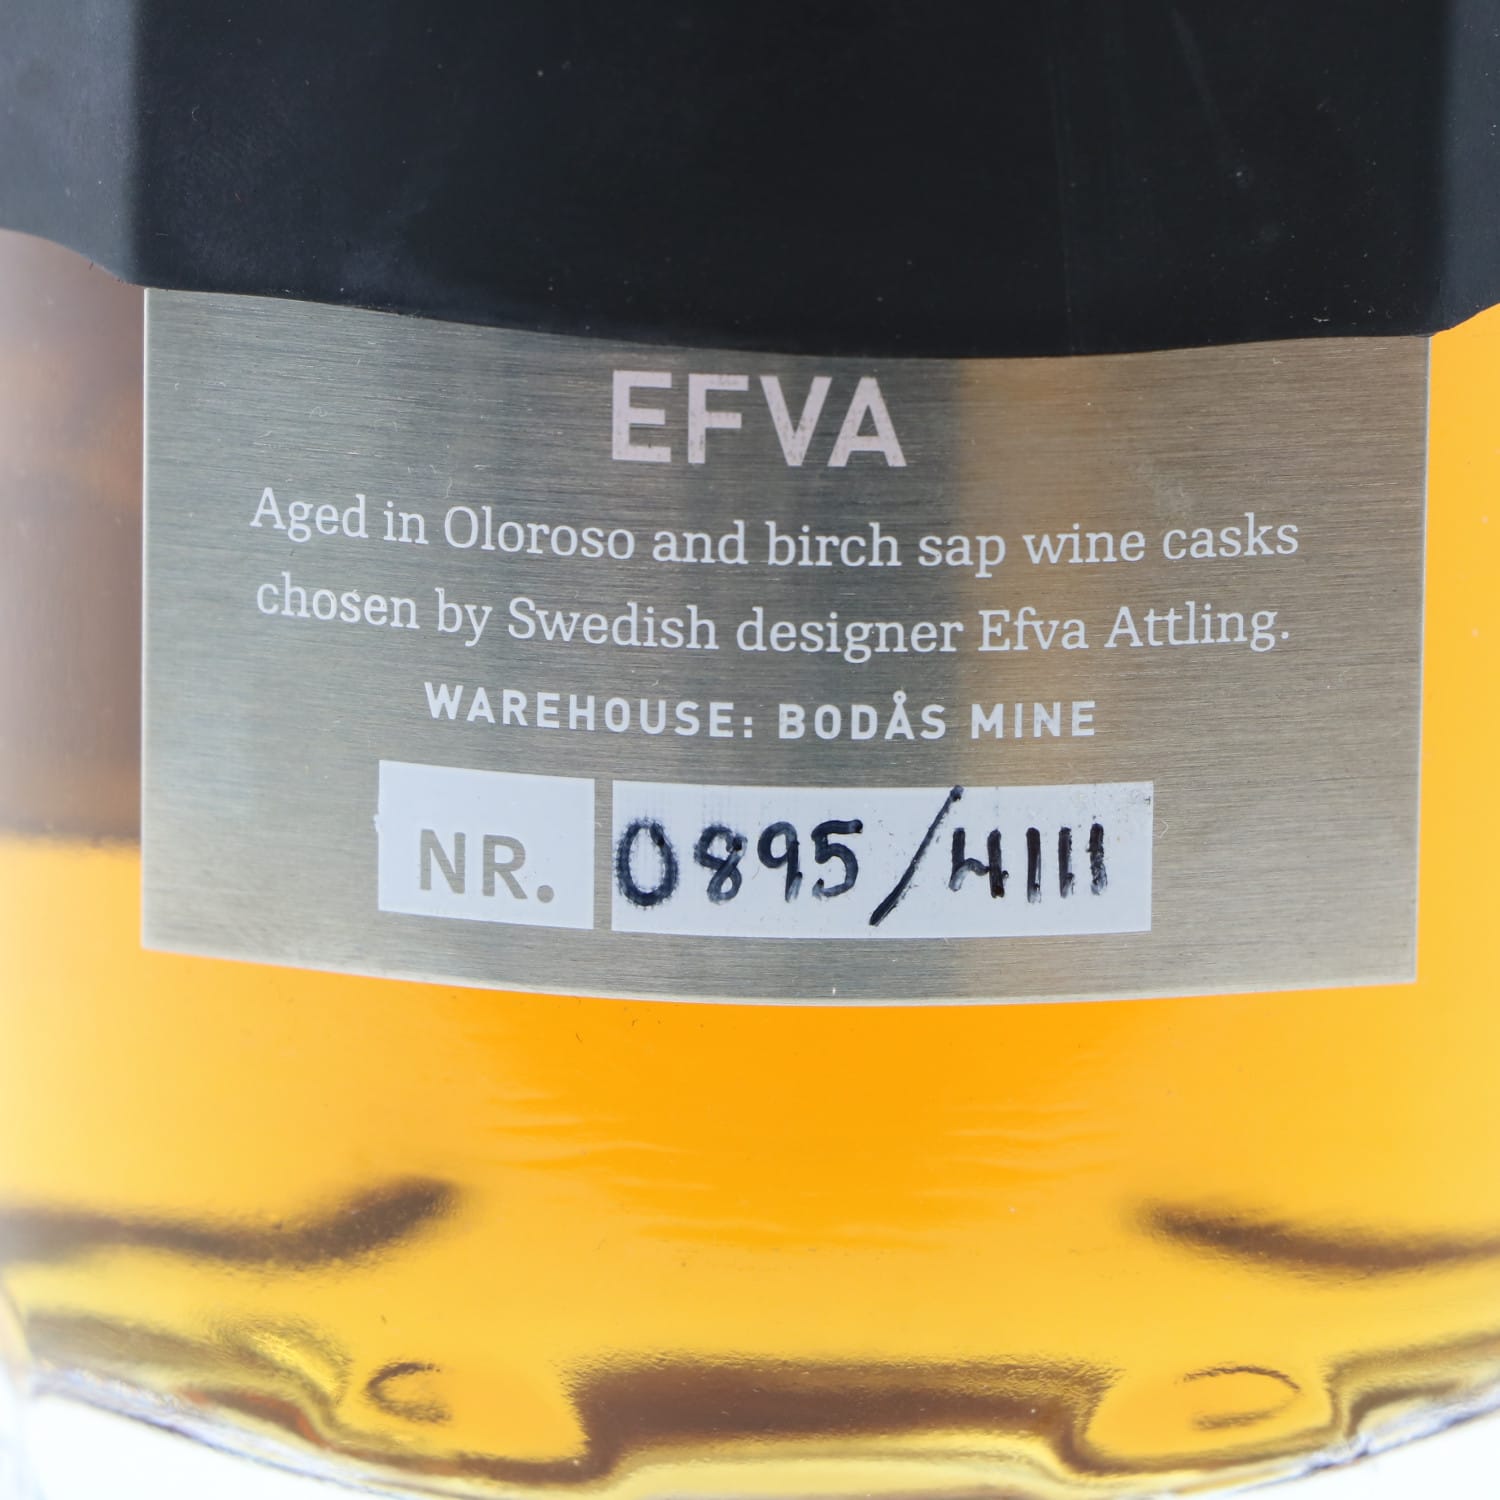 EFVA
Aged in Oloroso and birch sap wine casks
chosen by Swedish designer Efva Attling.
WAREHOUSE: BODÅS MINE
NR. 0895/4111